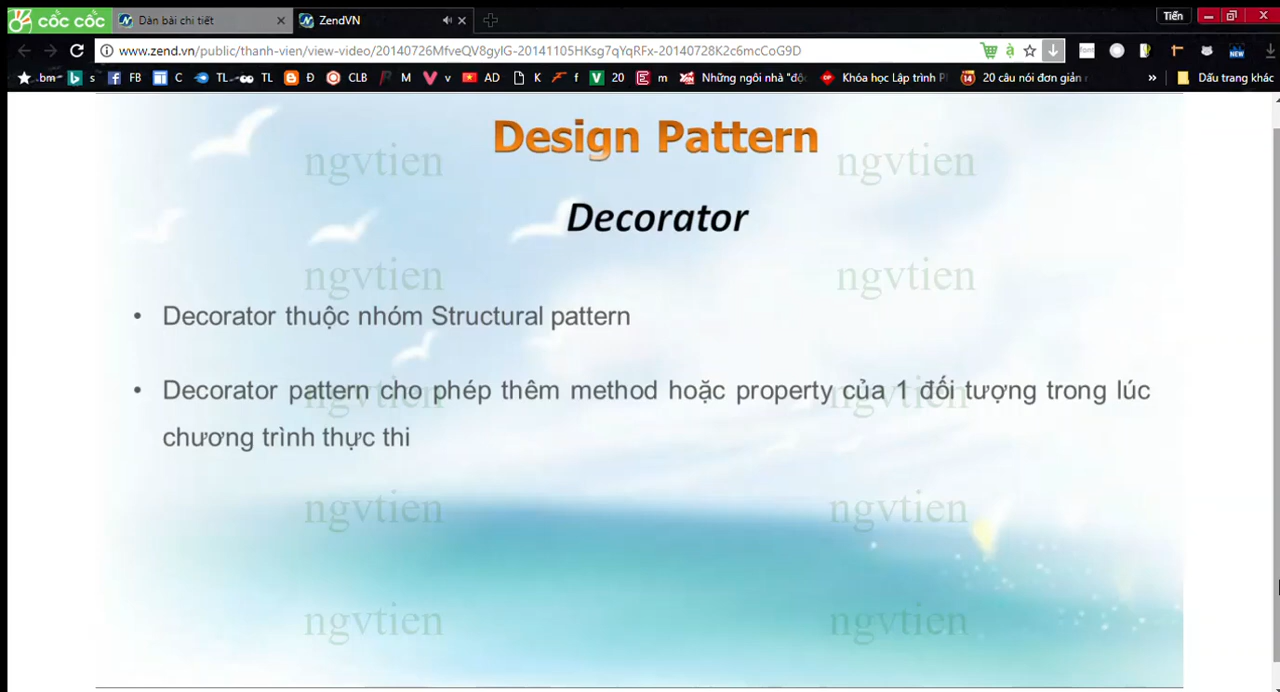 cốc cốc
Dàn bài chi tiết
ZendVN
Tiến
www.zend.vn/public/thanh-vien/view-video/20140726MfveQV8gyIG-20141105HKsg7qYqRFx-20140728K2c6mcCoG9D
.bm s FB C TL TL Đ CLB M v AD K f 20 m Những ngôi nhà "độc Khóa học Lập trình 20 câu nói đơn giản » Dấu trang khác
Design Pattern
ngvtien ngvtien
Decorator
ngvtien ngvtien
• Decorator thuộc nhóm Structural pattern
• Decorator pattern cho phép thêm method hoặc property của 1 đối tượng trong lúc
ngvtien ngvtien
chương trình thực thi
ngvtien ngvtien
ngvtien ngvtien